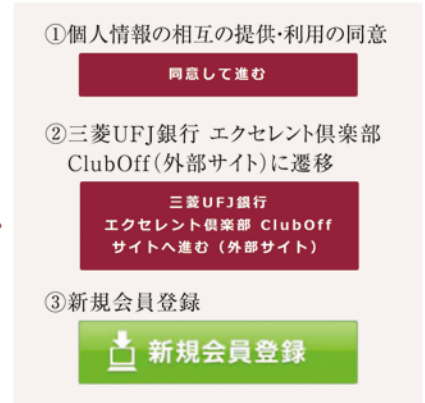 ①個人情報の相互の提供・利用の同意
同意して進む
②三菱UFJ銀行 エクセレント倶楽部
ClubOff(外部サイト)に遷移
三菱UFJ銀行
エクセレント倶楽部 ClubOff
サイトへ進む（外部サイト）
③新規会員登録
新規会員登録